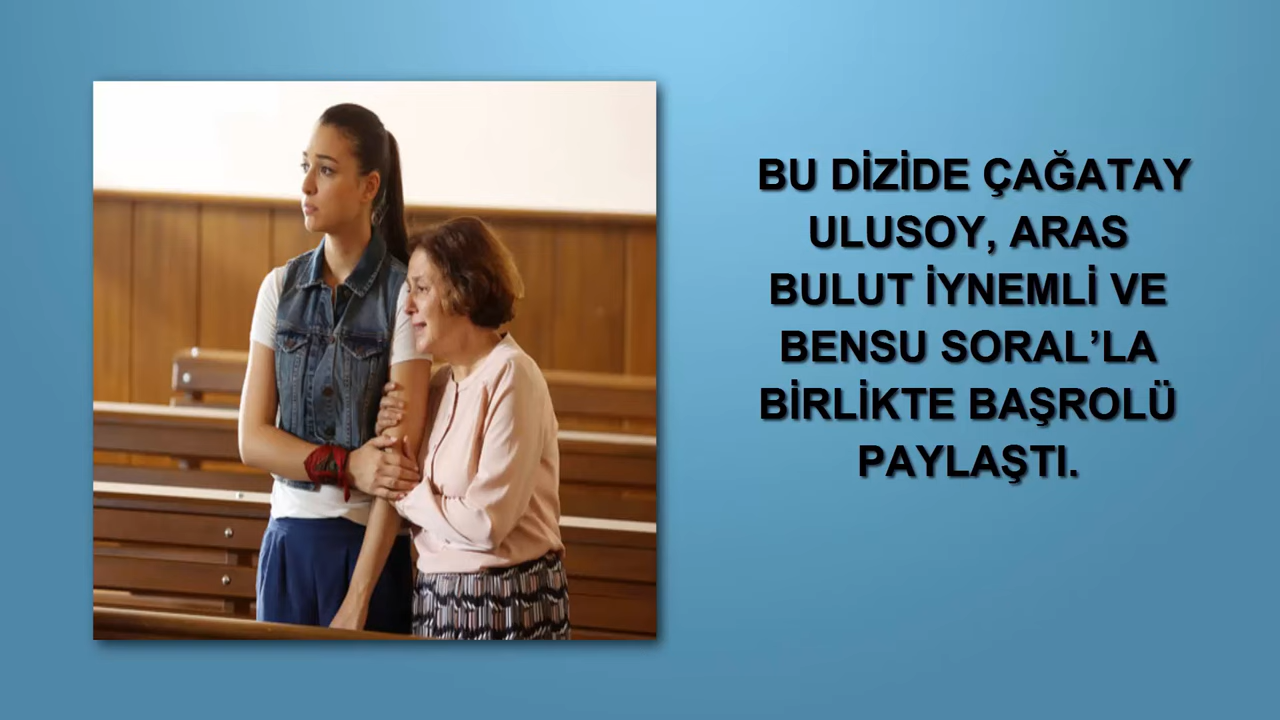 BU DİZİDE ÇAĞATAY
ULUSOY, ARAS
BULUT İYNEMLİ VE
BENSU SORAL’LA
BİRLİKTE BAŞROLÜ
PAYLAŞTI.